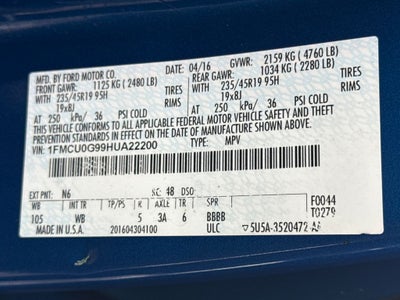 MFD. BY FORD MOTOR CO.
04/16 GVWR: 2159 KG (4760 LB)
FRONT GAWR: 1125 KG (2480 LB)
REAR GAWR: 1034 KG (2280 LB)
WITH 235/45R19 95H TIRES
WITH 235/45R19 95H TIRES
19x8J RIMS
19x8J RIMS
AT 250 kPa/ 36 PSI COLD
AT 250 kPa/ 36 PSI COLD
THIS VEHICLE CONFORMS TO ALL APPLICABLE FEDERAL MOTOR VEHICLE SAFETY
AND THEFT PREVENTION STANDARDS IN EFFECT ON THE DATE OF MANUFACTURE
SHOWN ABOVE.
VIN: 1FMCU0G99HUA22200
TYPE: MPV
EXT PNT: N6 RC: 48 DSO:
F0044
T0279
WB INT TR TP/PS R AXLE TR SPR
105 WB 5 3A 6 BBBB
MADE IN U.S.A. 201604304100 ULC
5U5A-3520472-